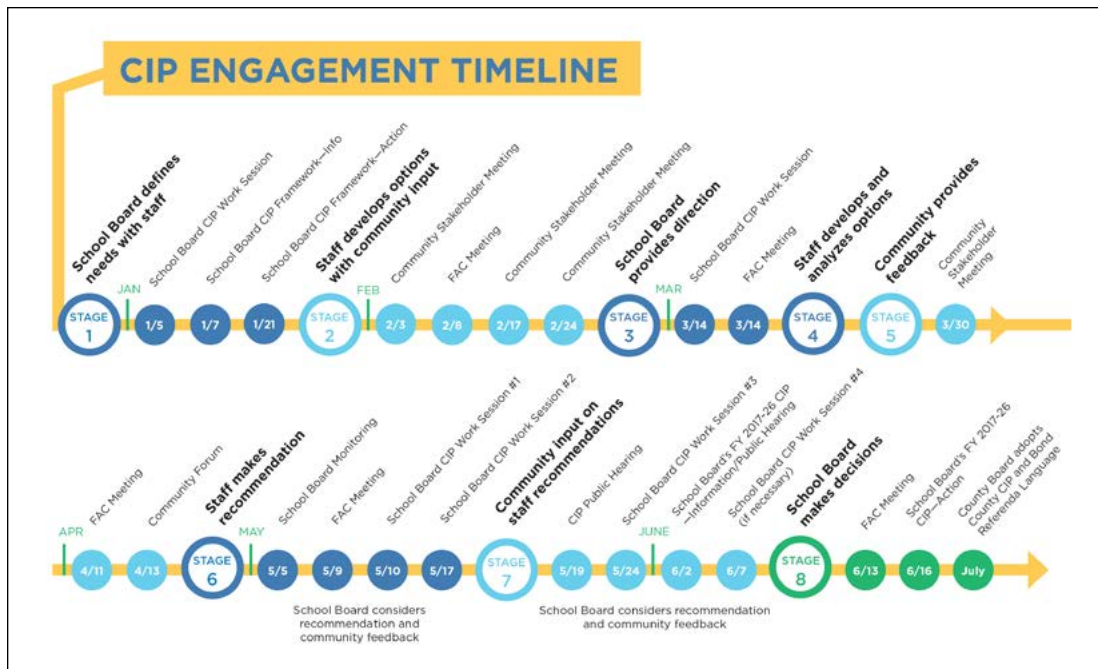 CIP ENGAGEMENT TIMELINE
School Board defines
needs with staff
School Board CIP Work Session
School Board CIP Framework—Info
School Board CIP Framework—Action
Staff develops options
with community input
Community Stakeholder Meeting
FAC Meeting
Community Stakeholder Meeting
Community Stakeholder Meeting
School Board
provides direction
School Board CIP Work Session
FAC Meeting
Staff develops and
analyzes options
Community provides
feedback
Community
Stakeholder
Meeting
JAN
FEB
MAR
STAGE
1
1/5
1/7
1/21
STAGE
2
2/3
2/8
2/17
2/24
STAGE
3
3/14
3/14
STAGE
4
STAGE
5
3/30
FAC Meeting
Community Forum
Staff makes
recommendation
School Board Monitoring
FAC Meeting
School Board CIP Work Session #1
School Board CIP Work Session #2
Community input on
staff recommendations
CIP Public Hearing
School Board CIP Work Session #3
School Board's FY 2017-26 CIP
—Information/Public Hearing
School Board CIP Work Session #4
(if necessary)
School Board
makes decisions
FAC Meeting
School Board's FY 2017-26
CIP—Action
County Board adopts
County CIP and Bond
Referenda Language
APR
MAY
JUNE
4/11
4/13
STAGE
6
5/5
5/9
5/10
5/17
STAGE
7
5/19
5/24
6/2
6/7
STAGE
8
6/13
6/16
July
School Board considers
recommendation and
community feedback
School Board considers recommendation
and community feedback